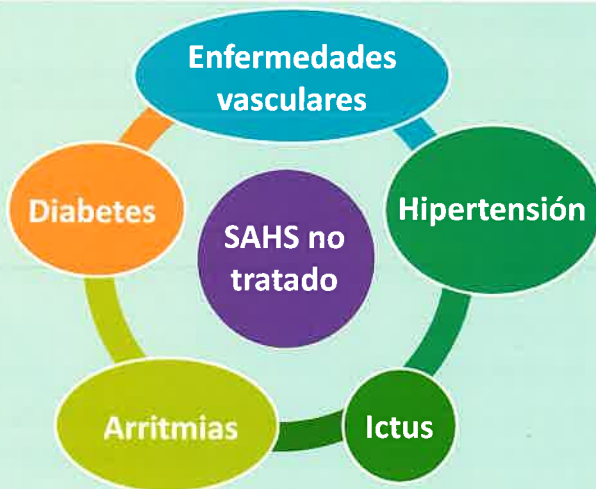 Enfermedades
vasculares
Diabetes
Hipertensión
SAHS no
tratado
Arritmias
Ictus